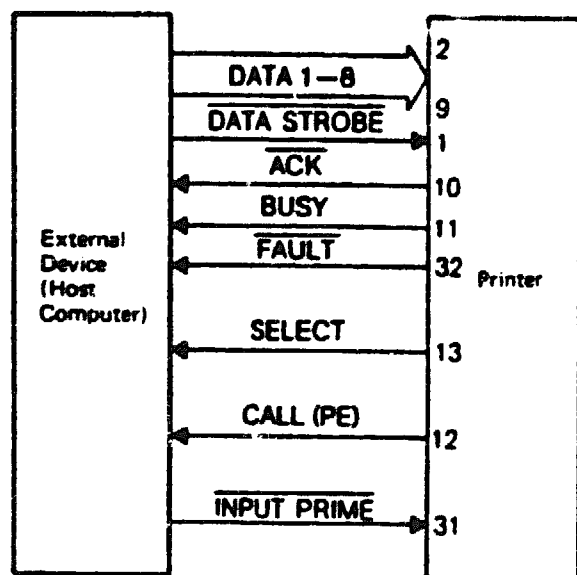 2
DATA 1-8
9
DATA STROBE
1
ACK
10
BUSY
11
FAULT
32
External
Device
(Host
Computer)
Printer
SELECT
13
CALL (PE)
12
INPUT PRIME
31